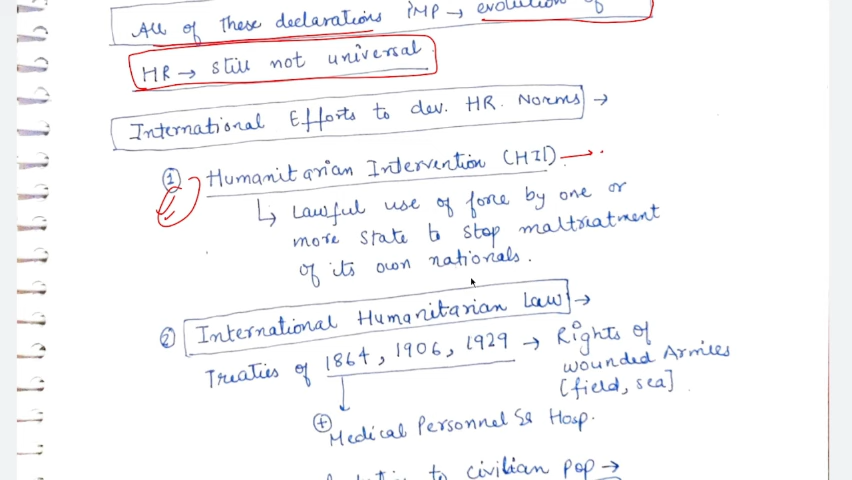 All of these declarations IMP → evolution of
HR → still not universal
International Efforts to dev. HR. Norms →
① Humanitarian Intervention (HII) →
↳ Lawful use of force by one or
more state to stop maltreatment
of its own nationals.
② International Humanitarian Law →
Treaties of 1864, 1906, 1929 → Rights of
wounded Armies
[field, sea]
⊕ Medical Personnel Hosp.
to civilian pop →